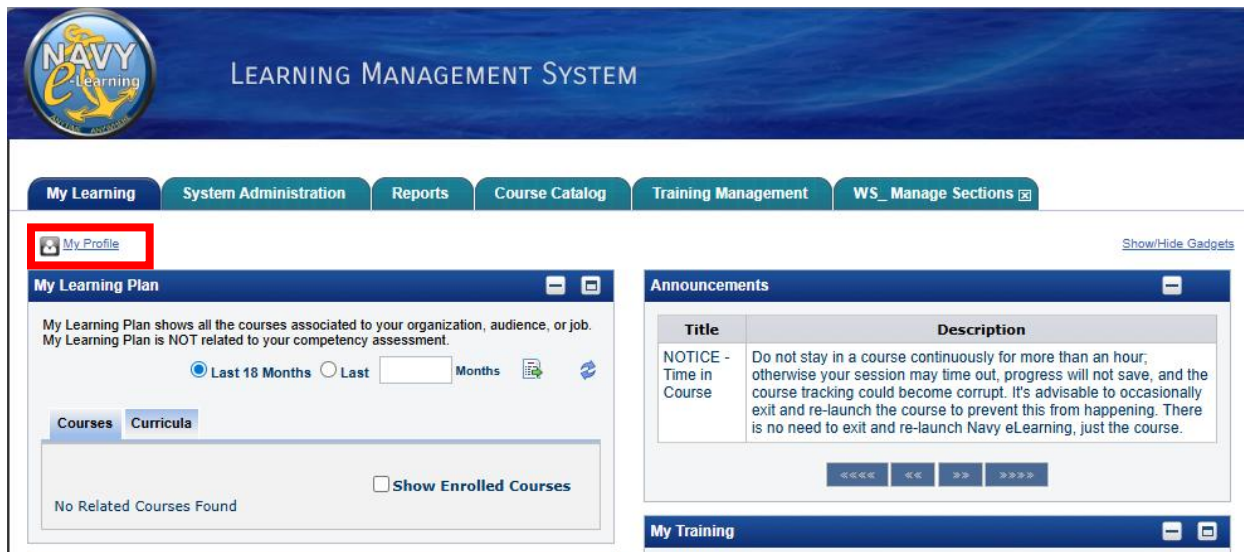 NAVY
e-Learning
ANYTIME ANYWHERE
LEARNING MANAGEMENT SYSTEM
My Learning System Administration Reports Course Catalog Training Management WS_ Manage Sections
My Profile
Show/Hide Gadgets
My Learning Plan
My Learning Plan shows all the courses associated to your organization, audience, or job.
My Learning Plan is NOT related to your competency assessment.
Last 18 Months Last Months
Courses Curricula
Show Enrolled Courses
No Related Courses Found
Announcements
Title Description
NOTICE -
Time in
Course
Do not stay in a course continuously for more than an hour;
otherwise your session may time out, progress will not save, and the
course tracking could become corrupt. It's advisable to occasionally
exit and re-launch the course to prevent this from happening. There
is no need to exit and re-launch Navy eLearning, just the course.
<<<< << >> >>>>
My Training